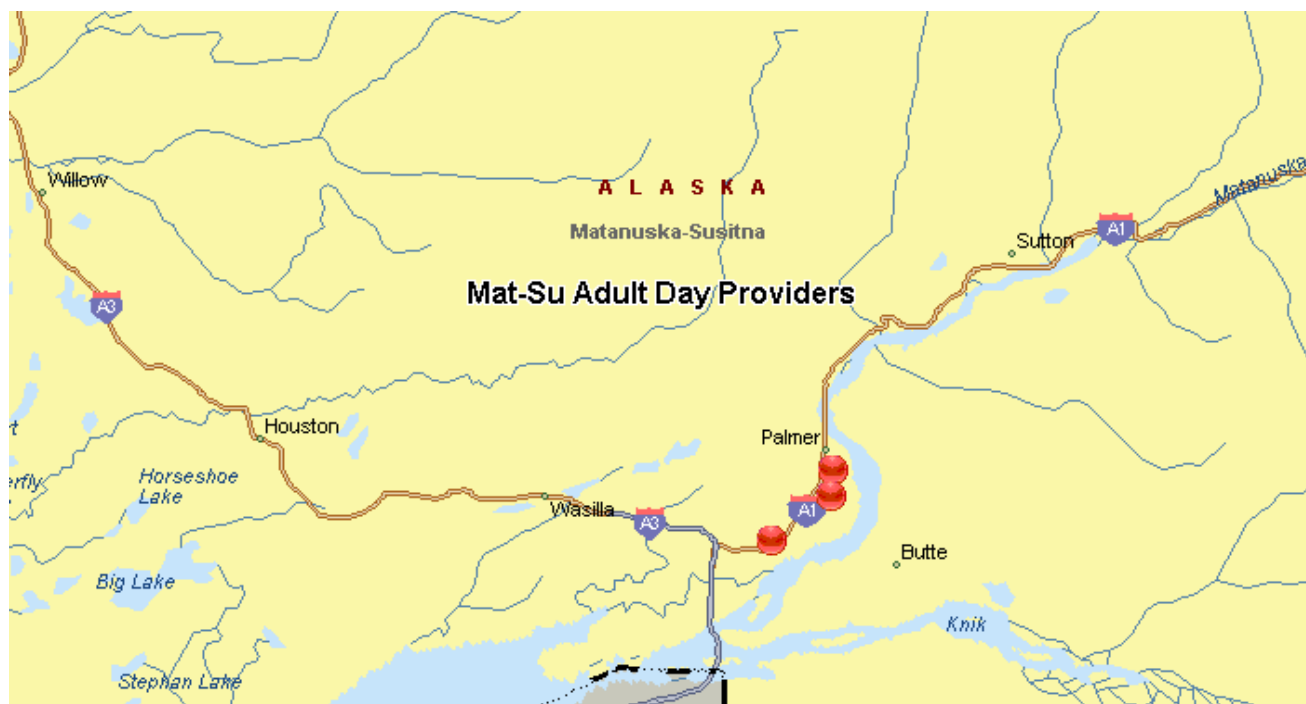 Willow
ALASKA
Matanuska-Susitna
Matanuska
A1
Sutton
Mat-Su Adult Day Providers
A3
Houston
Palmer
Horseshoe
Lake
erfly
Wasilla
A3
A1
Butte
Big Lake
Knik
Stephan Lake